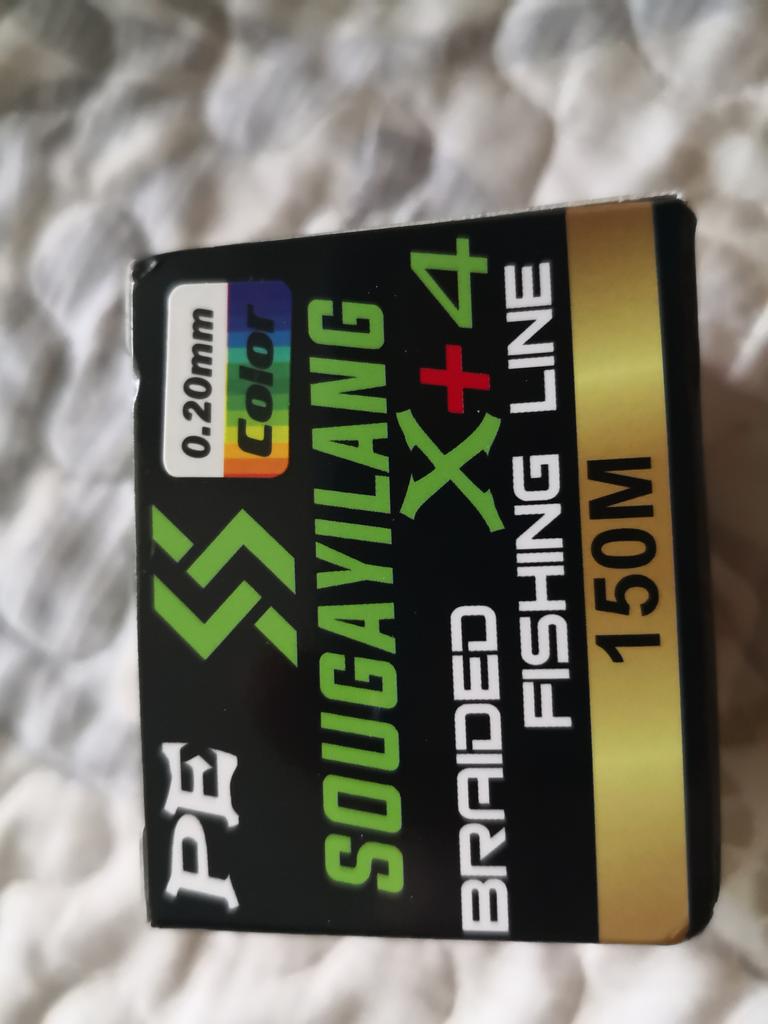 PE
0.20mm
Color
SOUGAYILANG
BRAIDED X+4
FISHING LINE
150M